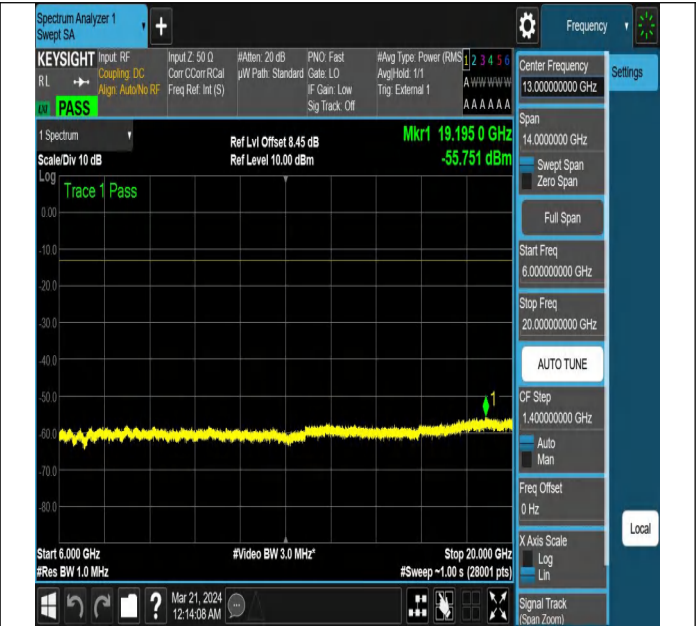 Spectrum Analyzer 1
Swept SA
+
Frequency
KEYSIGHT
RL
PASS
Input: RF
Coupling: DC
Align: Auto/No RF
Input Z: 50 Ω
Corr CCorr RCal
Freq Ref: Int (S)
#Atten: 20 dB
µW Path: Standard
PNO: Fast
Gate: LO
IF Gain: Low
Sig Track: Off
#Avg Type: Power (RMS
Avg|Hold: 1/1
Trig: External 1
1 2 3 4 5 6
A W W W W W
A A A A A A
1 Spectrum
Scale/Div 10 dB
Ref Lvl Offset 8.45 dB
Ref Level 10.00 dBm
Mkr1 19.195 0 GHz
-55.751 dBm
Log
Trace 1 Pass
0.00
-10.0
-20.0
-30.0
-40.0
-50.0
-60.0
-70.0
-80.0
1
Start 6.000 GHz
#Res BW 1.0 MHz
#Video BW 3.0 MHz*
Stop 20.000 GHz
#Sweep ~1.00 s (28001 pts)
?
Mar 21, 2024
12:14:08 AM
Center Frequency
13.00000000 GHz
Settings
Span
14.0000000 GHz
Swept Span
Zero Span
Full Span
Start Freq
6.000000000 GHz
Stop Freq
20.000000000 GHz
AUTO TUNE
CF Step
1.400000000 GHz
Auto
Man
Freq Offset
0 Hz
X Axis Scale
Log
Lin
Local
Signal Track
(Span Zoom)